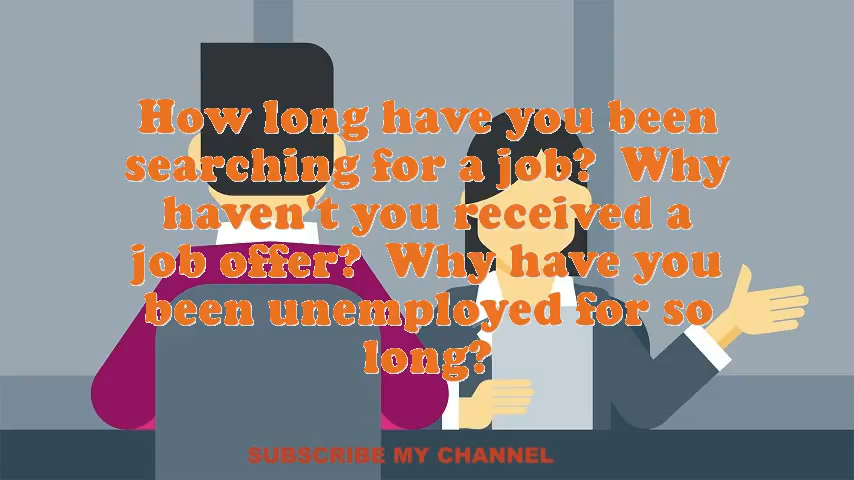 How long have you been
searching for a job?  Why
haven't you received a
job offer?  Why have you
been unemployed for so
long?
SUBSCRIBE MY CHANNEL